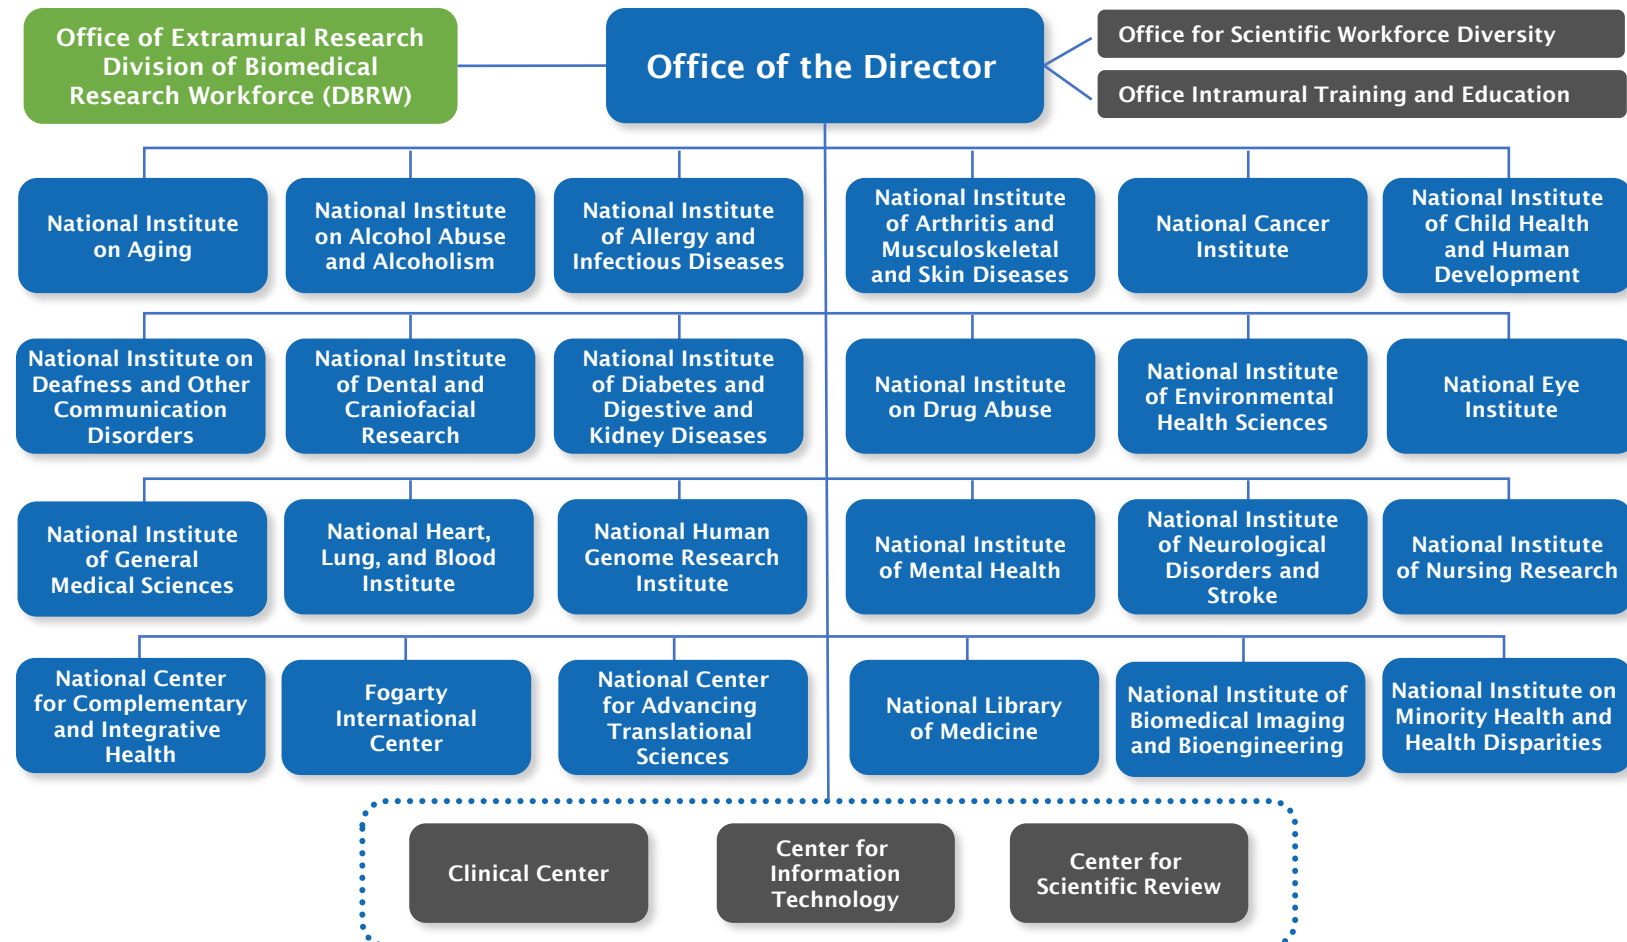 Office of Extramural Research
Division of Biomedical
Research Workforce (DBRW)
Office of the Director
Office for Scientific Workforce Diversity
Office Intramural Training and Education
National Institute
on Aging
National Institute
on Alcohol Abuse
and Alcoholism
National Institute
of Allergy and
Infectious Diseases
National Institute
of Arthritis and
Musculoskeletal
and Skin Diseases
National Cancer
Institute
National Institute
of Child Health
and Human
Development
National Institute on
Deafness and Other
Communication
Disorders
National Institute
of Dental and
Craniofacial
Research
National Institute
of Diabetes and
Digestive and
Kidney Diseases
National Institute
on Drug Abuse
National Institute
of Environmental
Health Sciences
National Eye
Institute
National Institute
of General
Medical Sciences
National Heart,
Lung, and Blood
Institute
National Human
Genome Research
Institute
National Institute
of Mental Health
National Institute
of Neurological
Disorders and
Stroke
National Institute
of Nursing Research
National Center
for Complementary
and Integrative
Health
Fogarty
International
Center
National Center
for Advancing
Translational
Sciences
National Library
of Medicine
National Institute of
Biomedical Imaging
and Bioengineering
National Institute on
Minority Health and
Health Disparities
Clinical Center
Center for
Information
Technology
Center for
Scientific Review